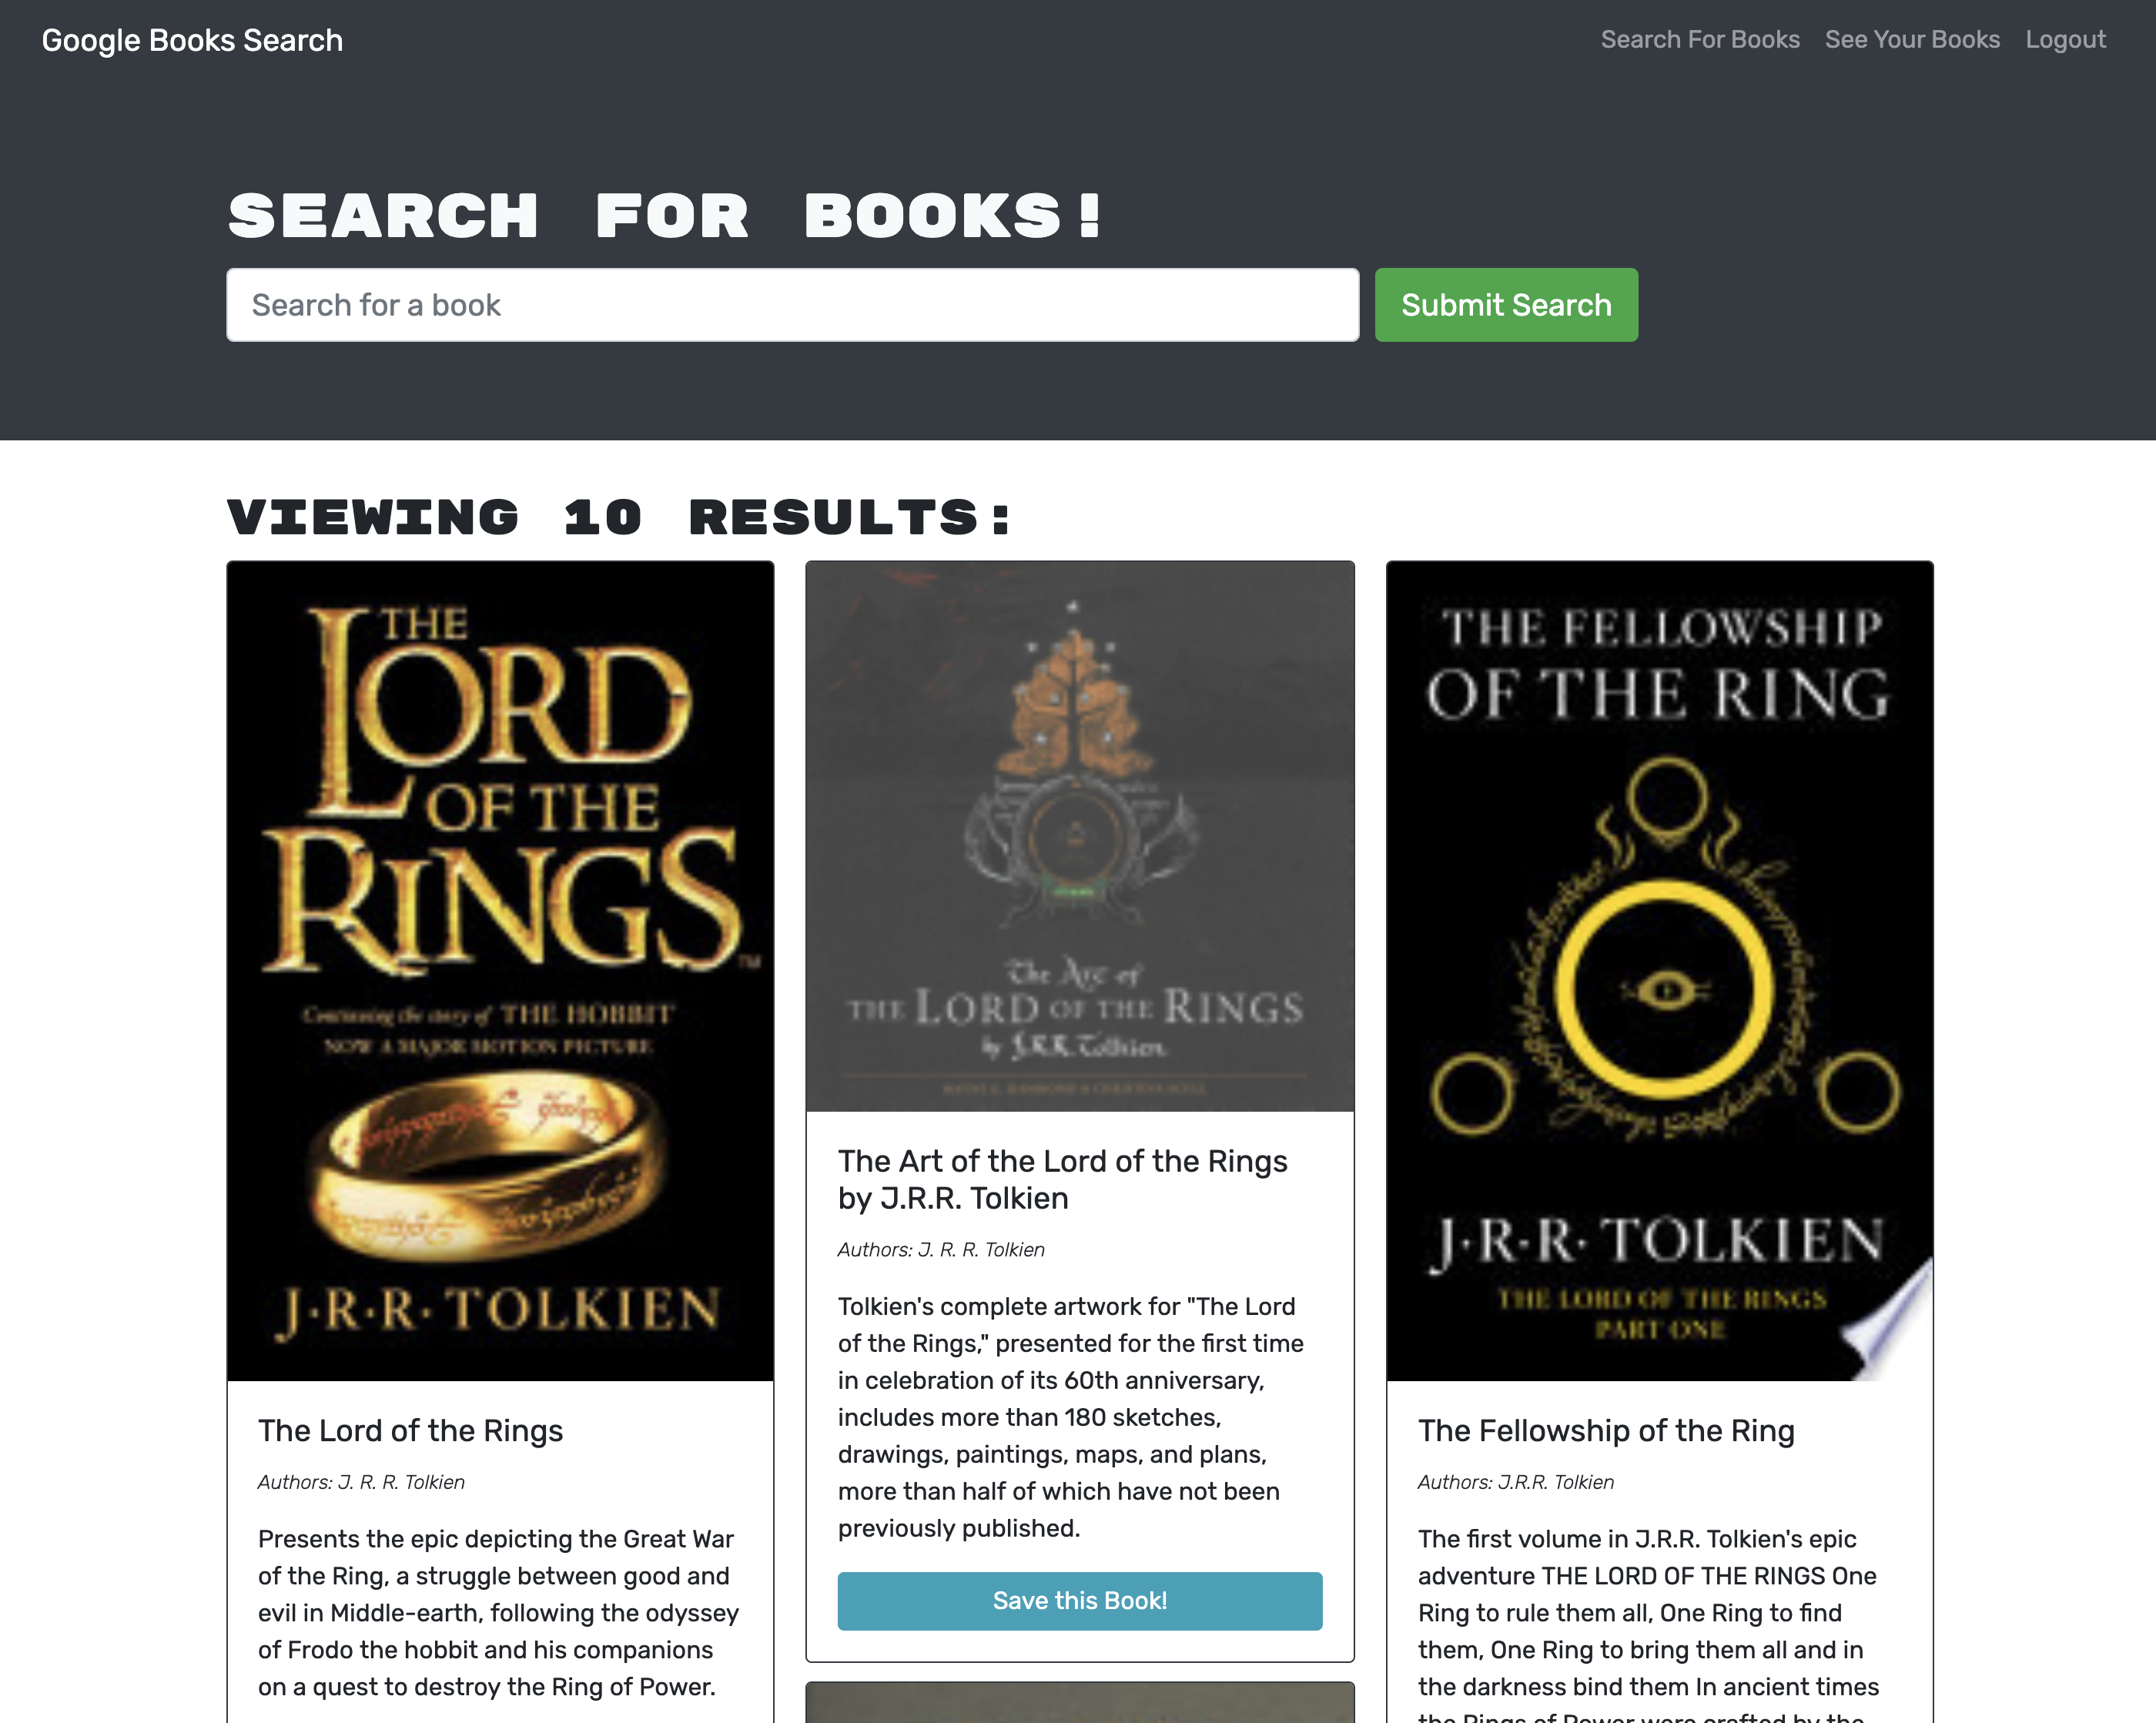 Google Books Search
Search For Books
See Your Books
Logout
SEARCH FOR BOOKS!
Search for a book
Submit Search
VIEWING 10 RESULTS:
THE
LORD
OF THE
RINGS
TM
Continuing the story of THE HOBBIT
NOW A MAJOR MOTION PICTURE
J·R·R· TOLKIEN
The Lord of the Rings
Authors: J. R. R. Tolkien
Presents the epic depicting the Great War
of the Ring, a struggle between good and
evil in Middle-earth, following the odyssey
of Frodo the hobbit and his companions
on a quest to destroy the Ring of Power.
The Art of
THE LORD OF THE RINGS
by J.R.R. Tolkien
The Art of the Lord of the Rings
by J.R.R. Tolkien
Authors: J. R. R. Tolkien
Tolkien's complete artwork for "The Lord
of the Rings," presented for the first time
in celebration of its 60th anniversary,
includes more than 180 sketches,
drawings, paintings, maps, and plans,
more than half of which have not been
previously published.
Save this Book!
THE FELLOWSHIP
OF THE RING
J·R·R· TOLKIEN
THE LORD OF THE RINGS
PART ONE
The Fellowship of the Ring
Authors: J.R.R. Tolkien
The first volume in J.R.R. Tolkien's epic
adventure THE LORD OF THE RINGS One
Ring to rule them all, One Ring to find
them, One Ring to bring them all and in
the darkness bind them In ancient times
the Rings of Power were crafted by the